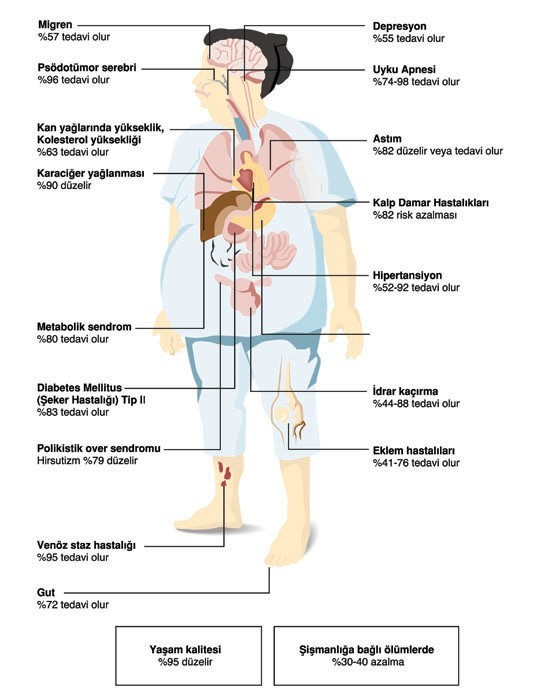 Migren
%57 tedavi olur
Psödotümor serebri
%96 tedavi olur
Kan yağlarında yükseklik,
Kolesterol yüksekliği
%63 tedavi olur
Karaciğer yağlanması
%90 düzelir
Metabolik sendrom
%80 tedavi olur
Diabetes Mellitus
(Şeker Hastalığı) Tip II
%83 tedavi olur
Polikistik over sendromu
Hirsutizm %79 düzelir
Venöz staz hastalığı
%95 tedavi olur
Gut
%72 tedavi olur
Depresyon
%55 tedavi olur
Uyku Apnesi
%74-98 tedavi olur
Astım
%82 düzelir veya tedavi olur
Kalp Damar Hastalıkları
%82 risk azalması
Hipertansiyon
%52-92 tedavi olur
İdrar kaçırma
%44-88 tedavi olur
Eklem hastalıları
%41-76 tedavi olur
Yaşam kalitesi
%95 düzelir
Şişmanlığa bağlı ölümlerde
%30-40 azalma